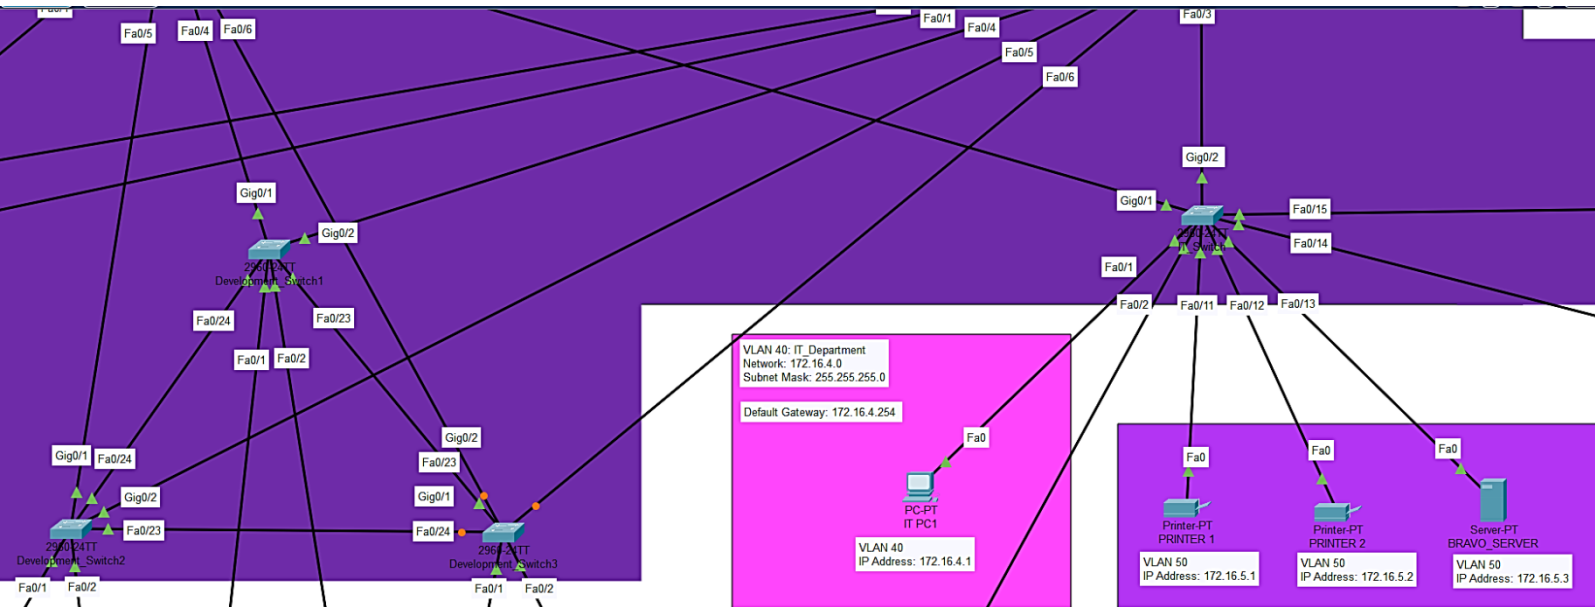 Fa0/5
Fa0/4
Fa0/6
Fa0/1
Fa0/4
Fa0/5
Fa0/6
Fa0/3
Gig0/2
Gig0/1
Fa0/15
Fa0/14
2960-24TT
IT_Switch
Fa0/1
Fa0/2
Fa0/11
Fa0/12
Fa0/13
Gig0/1
Gig0/2
2960-24TT
Development_Switch1
Fa0/24
Fa0/23
Fa0/1
Fa0/2
VLAN 40: IT_Department
Network: 172.16.4.0
Subnet Mask: 255.255.255.0
Default Gateway: 172.16.4.254
Fa0
PC-PT
IT PC1
VLAN 40
IP Address: 172.16.4.1
Fa0
Fa0
Fa0
Printer-PT
PRINTER 1
Printer-PT
PRINTER 2
Server-PT
BRAVO_SERVER
VLAN 50
IP Address: 172.16.5.1
VLAN 50
IP Address: 172.16.5.2
VLAN 50
IP Address: 172.16.5.3
Gig0/1
Fa0/24
Gig0/2
Fa0/23
2960-24TT
Development_Switch2
Fa0/1
Fa0/2
Gig0/2
Fa0/23
Gig0/1
Fa0/24
2960-24TT
Development_Switch3
Fa0/1
Fa0/2